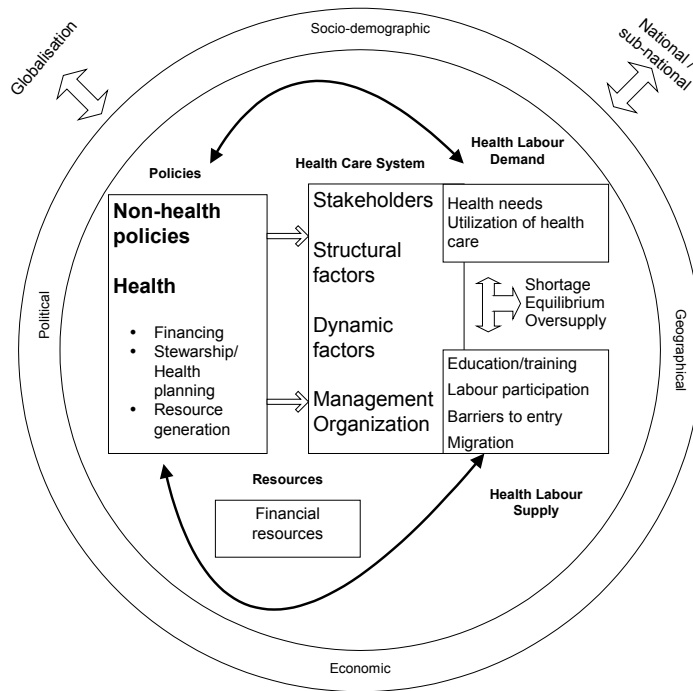 Socio-demographic
Globalisation
National /
sub-national
Health Labour
Demand
Policies
Health Care System
Non-health
policies
Health
• Financing
• Stewarship/
Health
planning
• Resource
generation
Stakeholders
Structural
factors
Dynamic
factors
Management
Organization
Health needs
Utilization of health
care
Shortage
Equilibrium
Oversupply
Education/training
Labour participation
Barriers to entry
Migration
Political
Geographical
Resources
Financial
resources
Health Labour
Supply
Economic